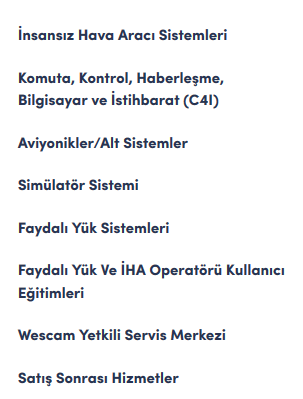 İnsansız Hava Aracı Sistemleri
Komuta, Kontrol, Haberleşme,
Bilgisayar ve İstihbarat (C4I)
Aviyonikler/Alt Sistemler
Simülatör Sistemi
Faydalı Yük Sistemleri
Faydalı Yük Ve İHA Operatörü Kullanıcı
Eğitimleri
Wescam Yetkili Servis Merkezi
Satış Sonrası Hizmetler